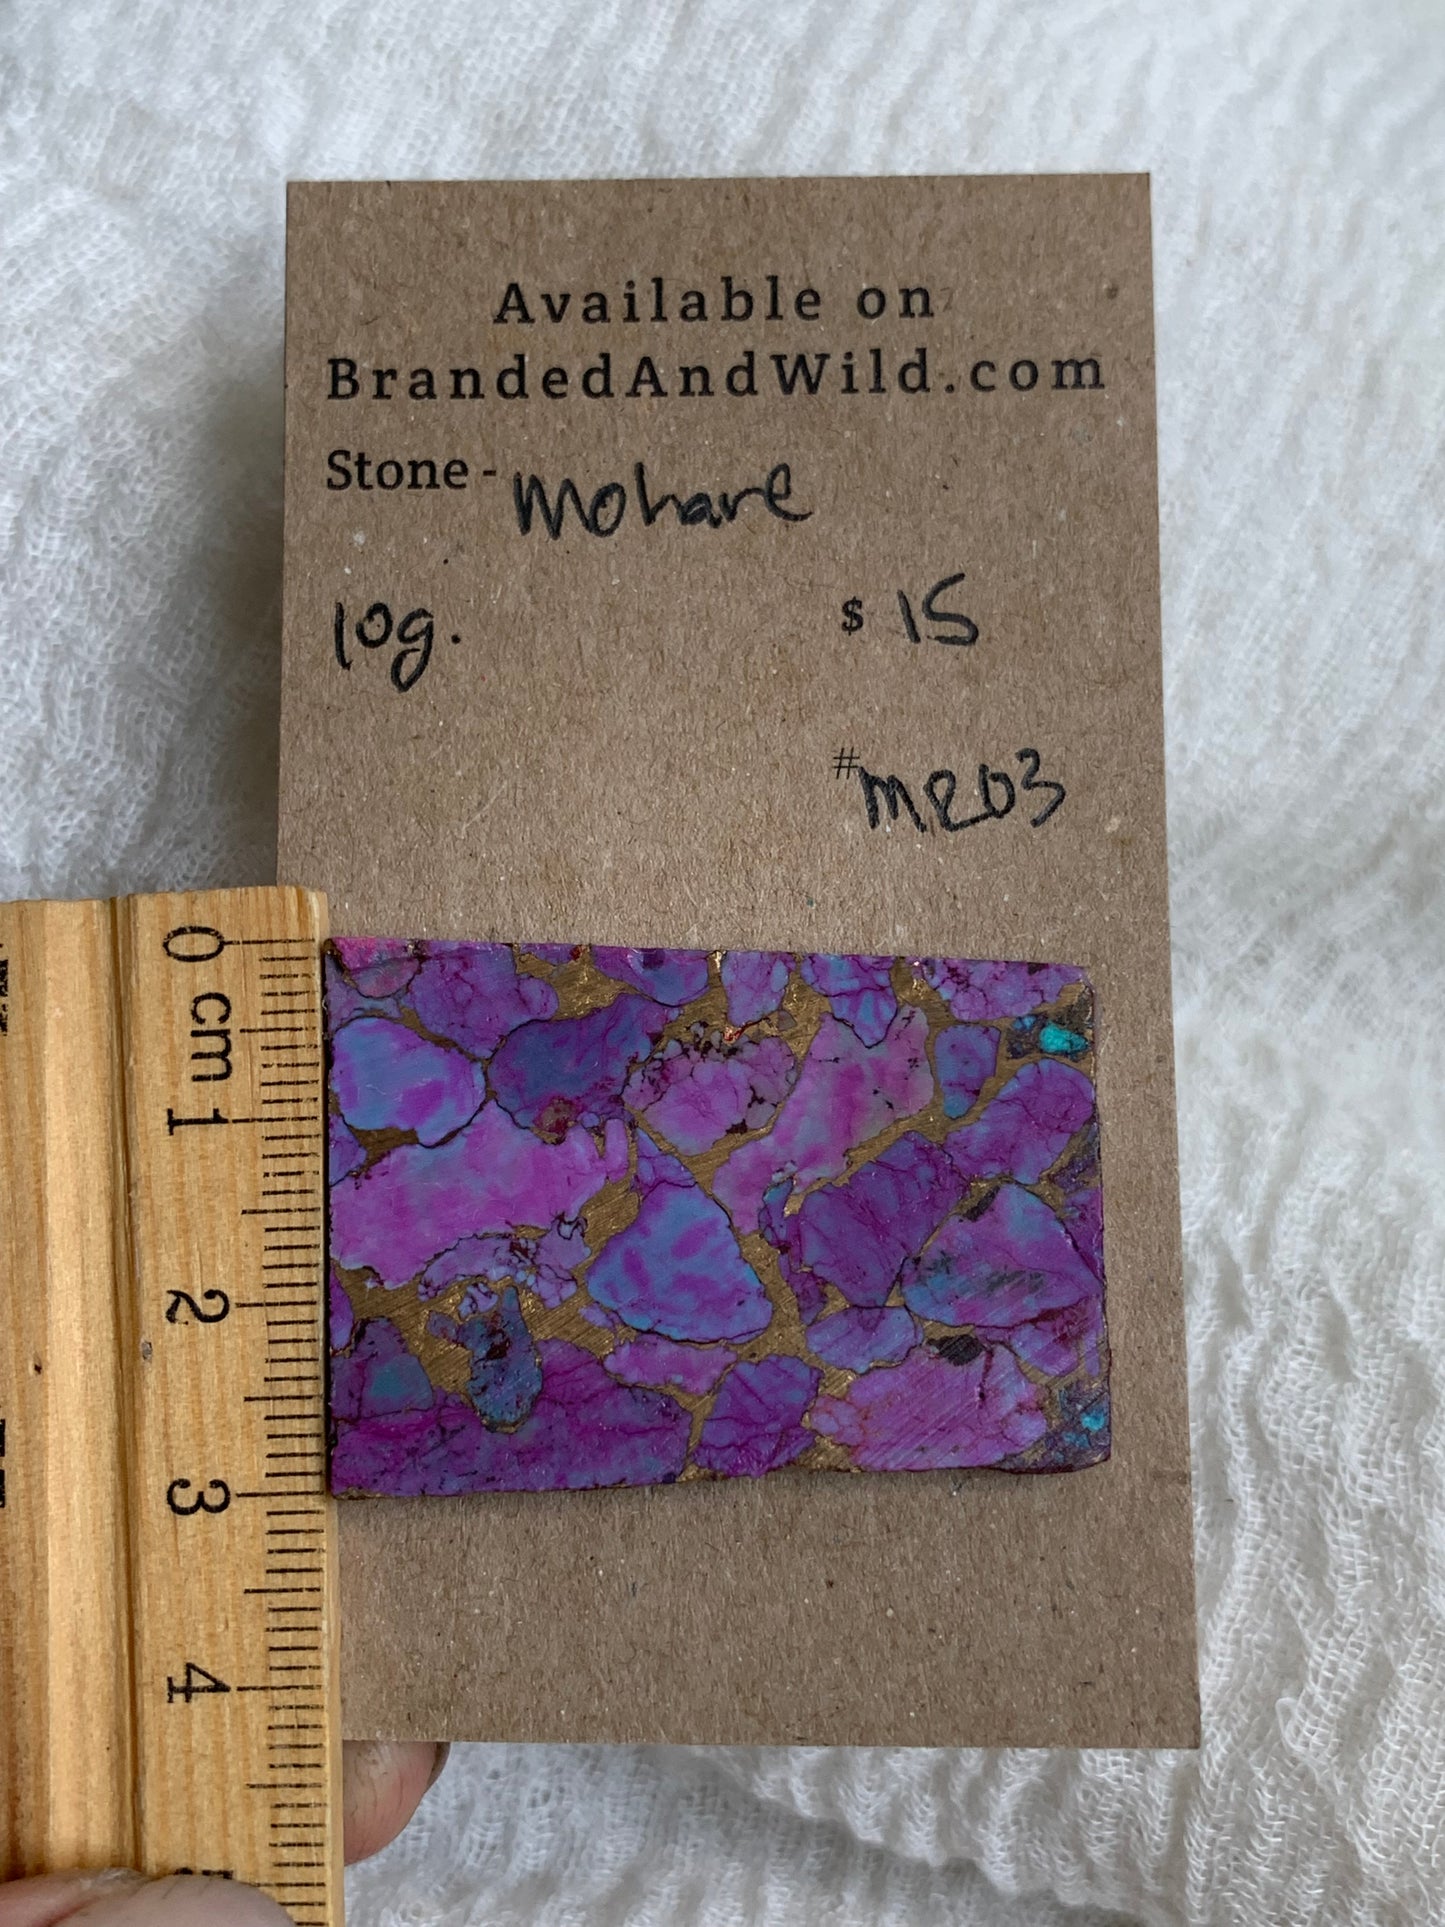 Available on
BrandedAndWild.com
Stone - Mohave
10g.
$ 15
#M203
0 cm 1 2 3 4